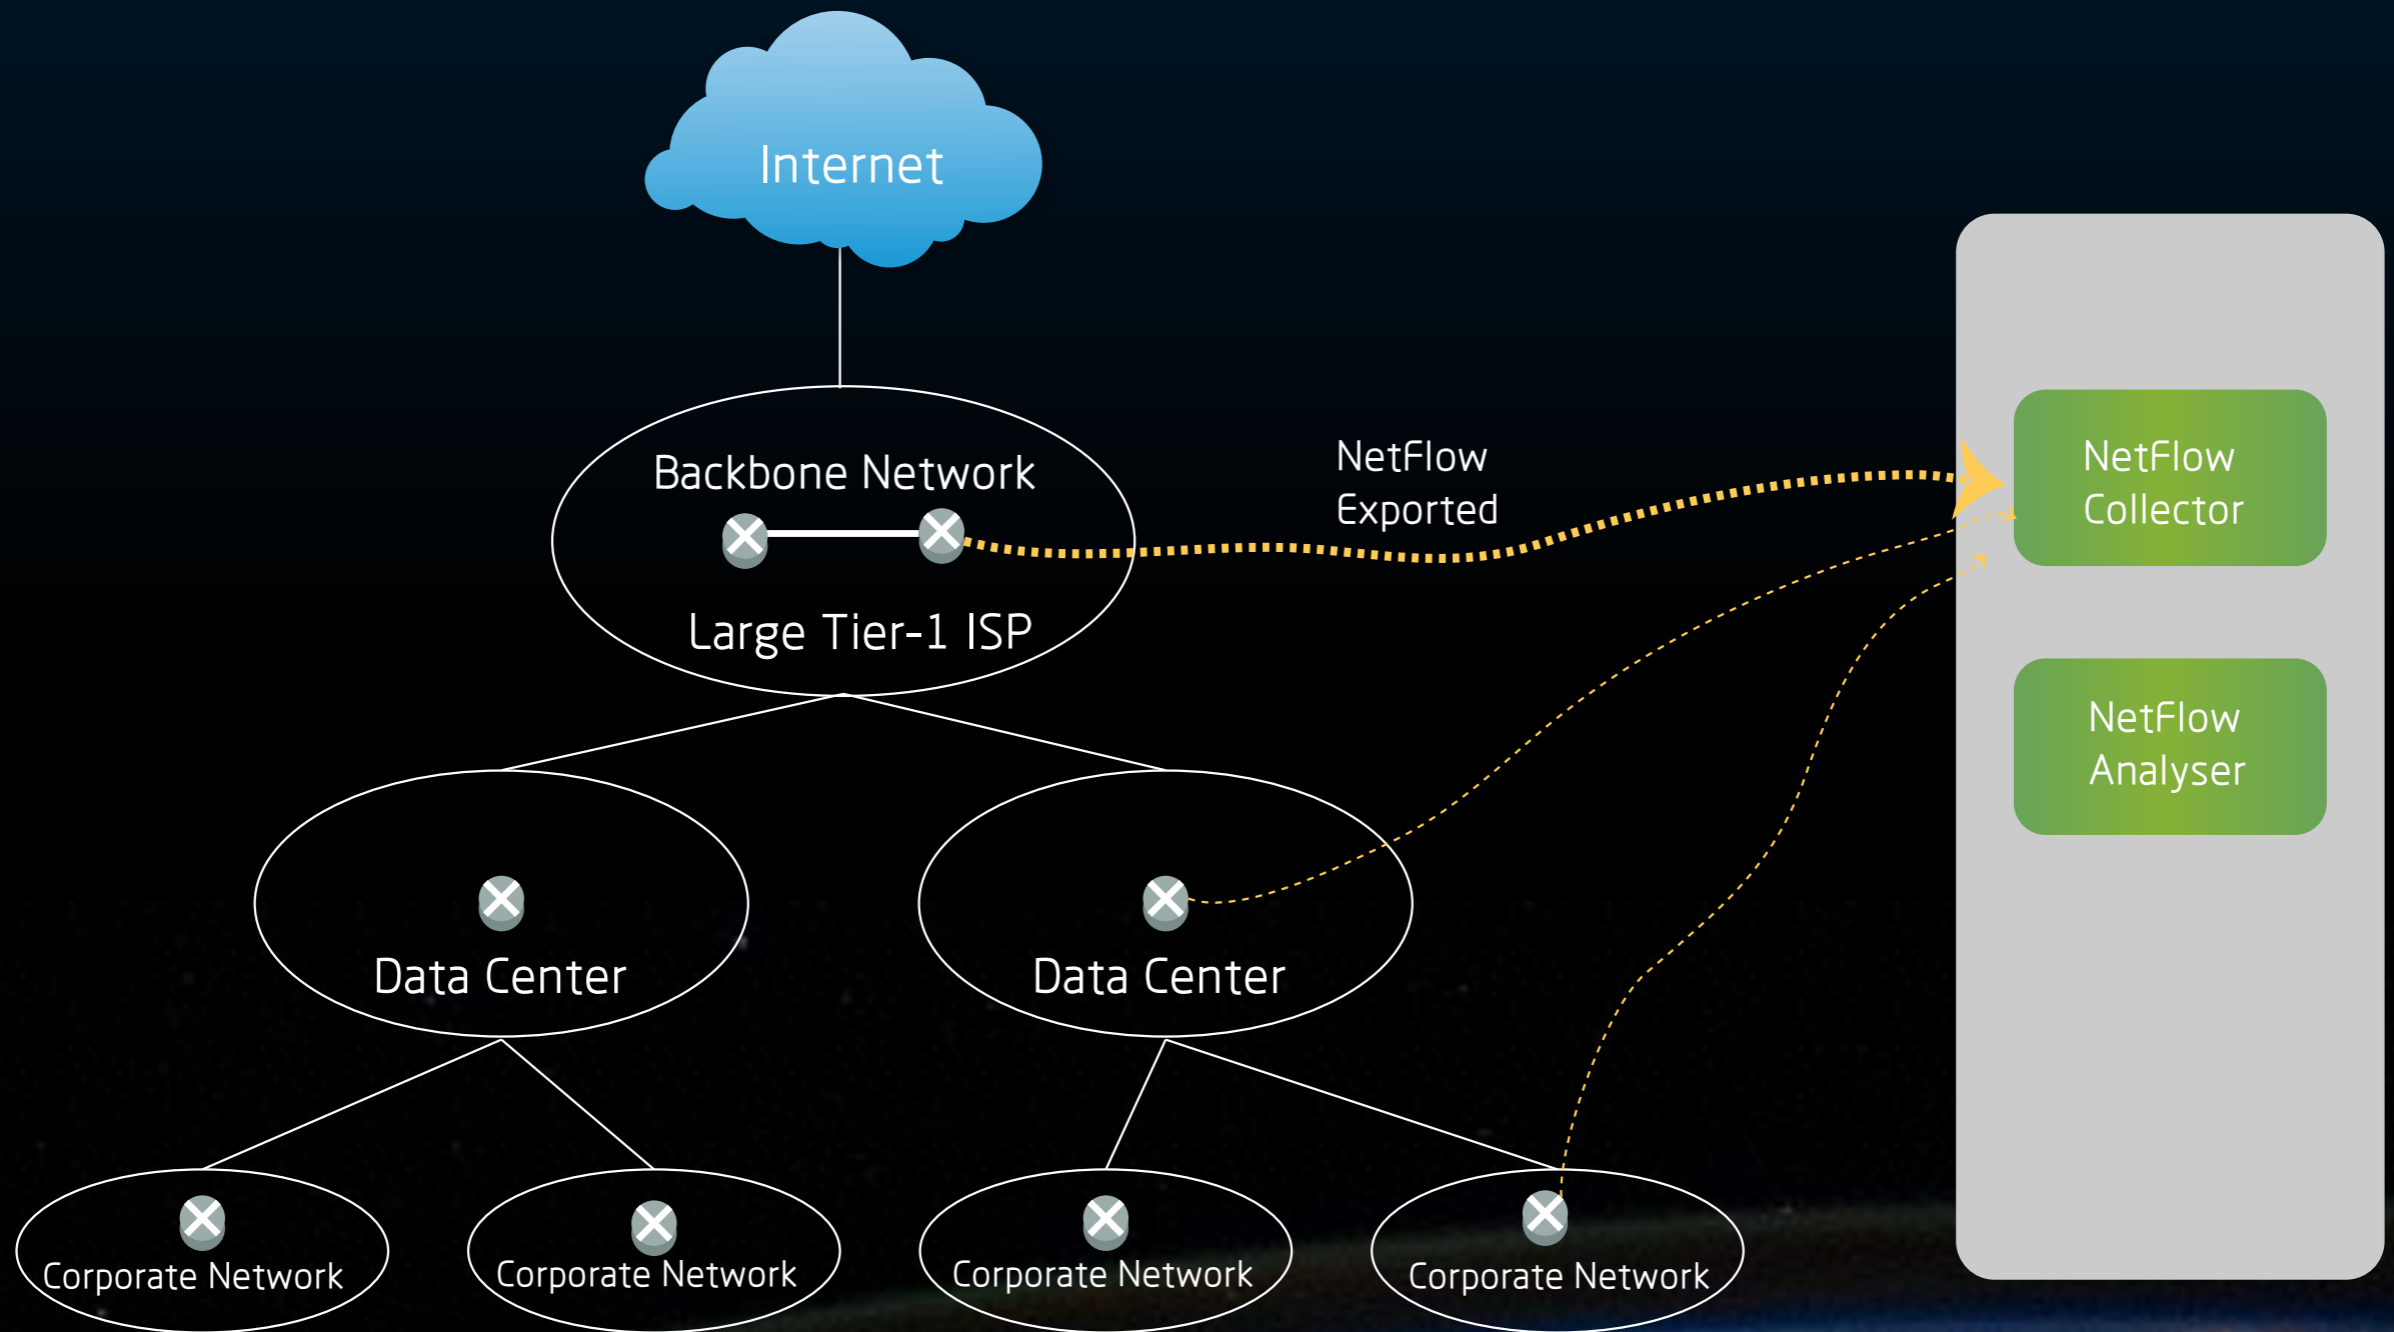 Internet
Backbone Network
Large Tier-1 ISP
NetFlow
Exported
NetFlow
Collector
NetFlow
Analyser
Data Center
Data Center
Corporate Network
Corporate Network
Corporate Network
Corporate Network